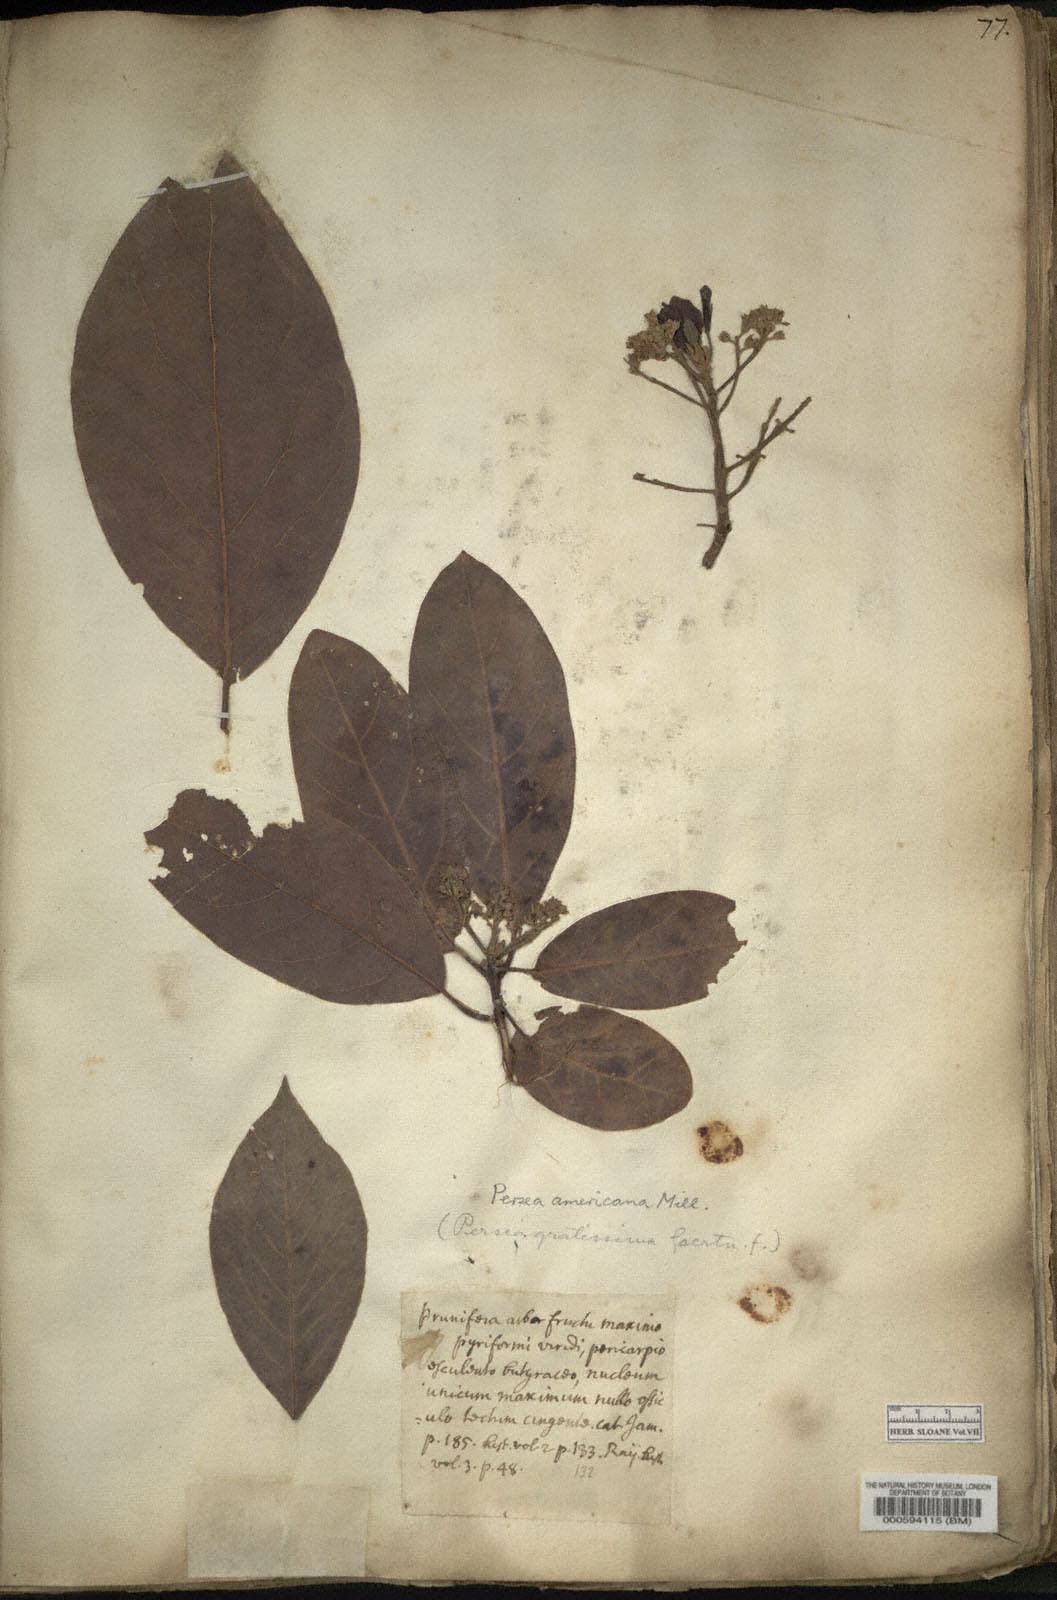 77.
Persea americana Mill.
(Persea gratissima Gaertn. f.)
Prunifera arbor fructu maximo
pyriformi viridi, pericarpio
esculento butyraceo, nucleum
unicum maximum nullo ossic
=ulo tectum cingente. cat. Jam.
p. 185. hist. vol 2 p. 133. Raij hist.
vol. 3. p. 48. 132
HERB. SLOANE Vol. VII
THE NATURAL HISTORY MUSEUM, LONDON
DEPARTMENT OF BOTANY
000594115 (BM)